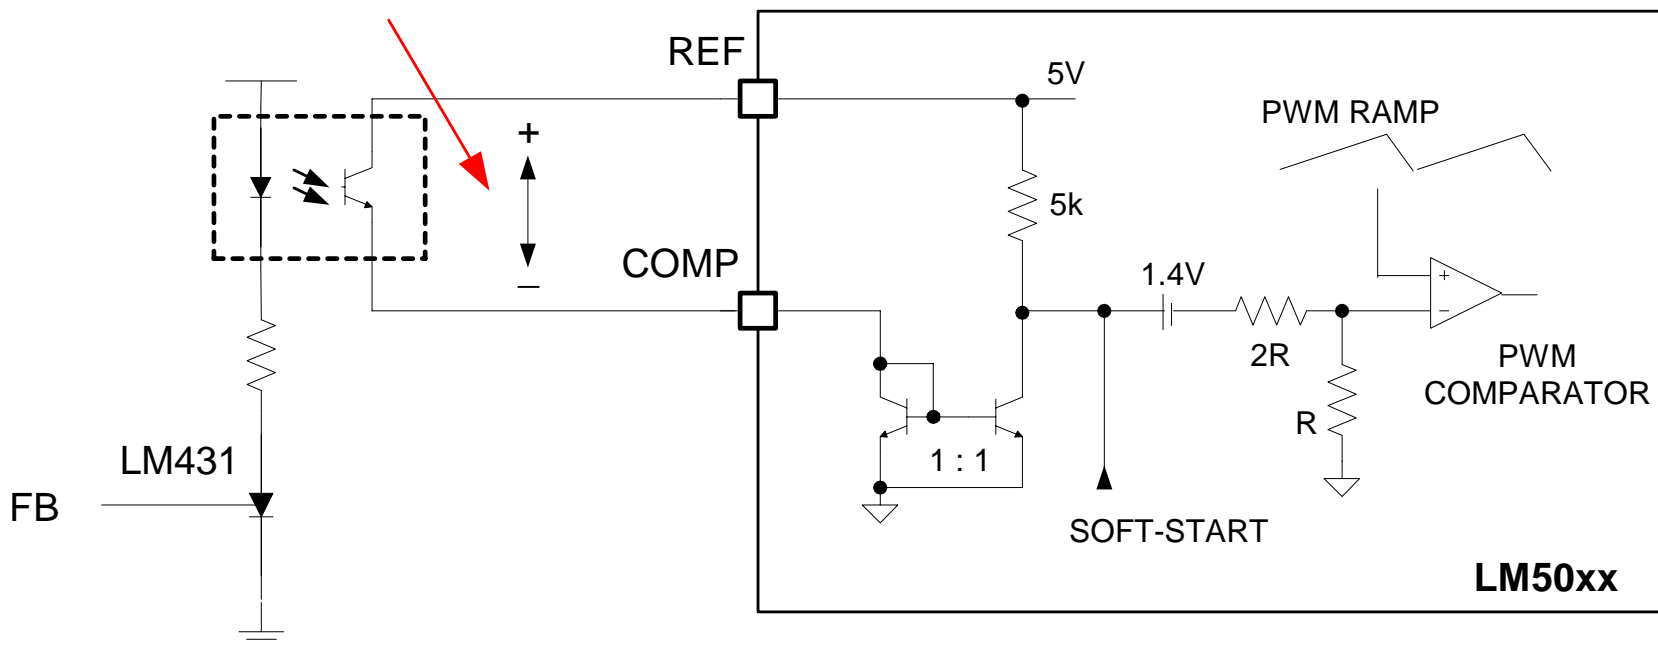 REF
5V
PWM RAMP
+
5k
COMP
1.4V
+
−
−
2R
PWM
COMPARATOR
R
LM431
1 : 1
FB
SOFT-START
LM50xx